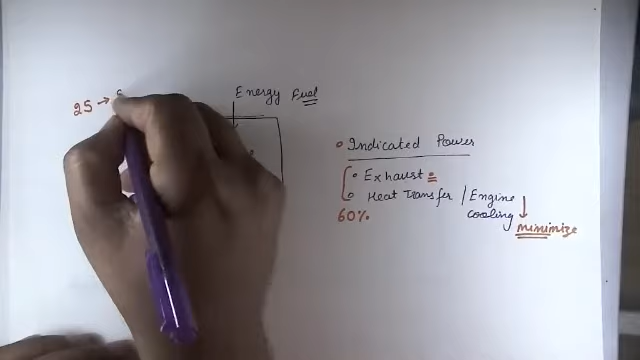 25 →
Energy Fuel
Indicated Power
Exhaust
Heat Transfer / Engine
cooling
60%
minimize